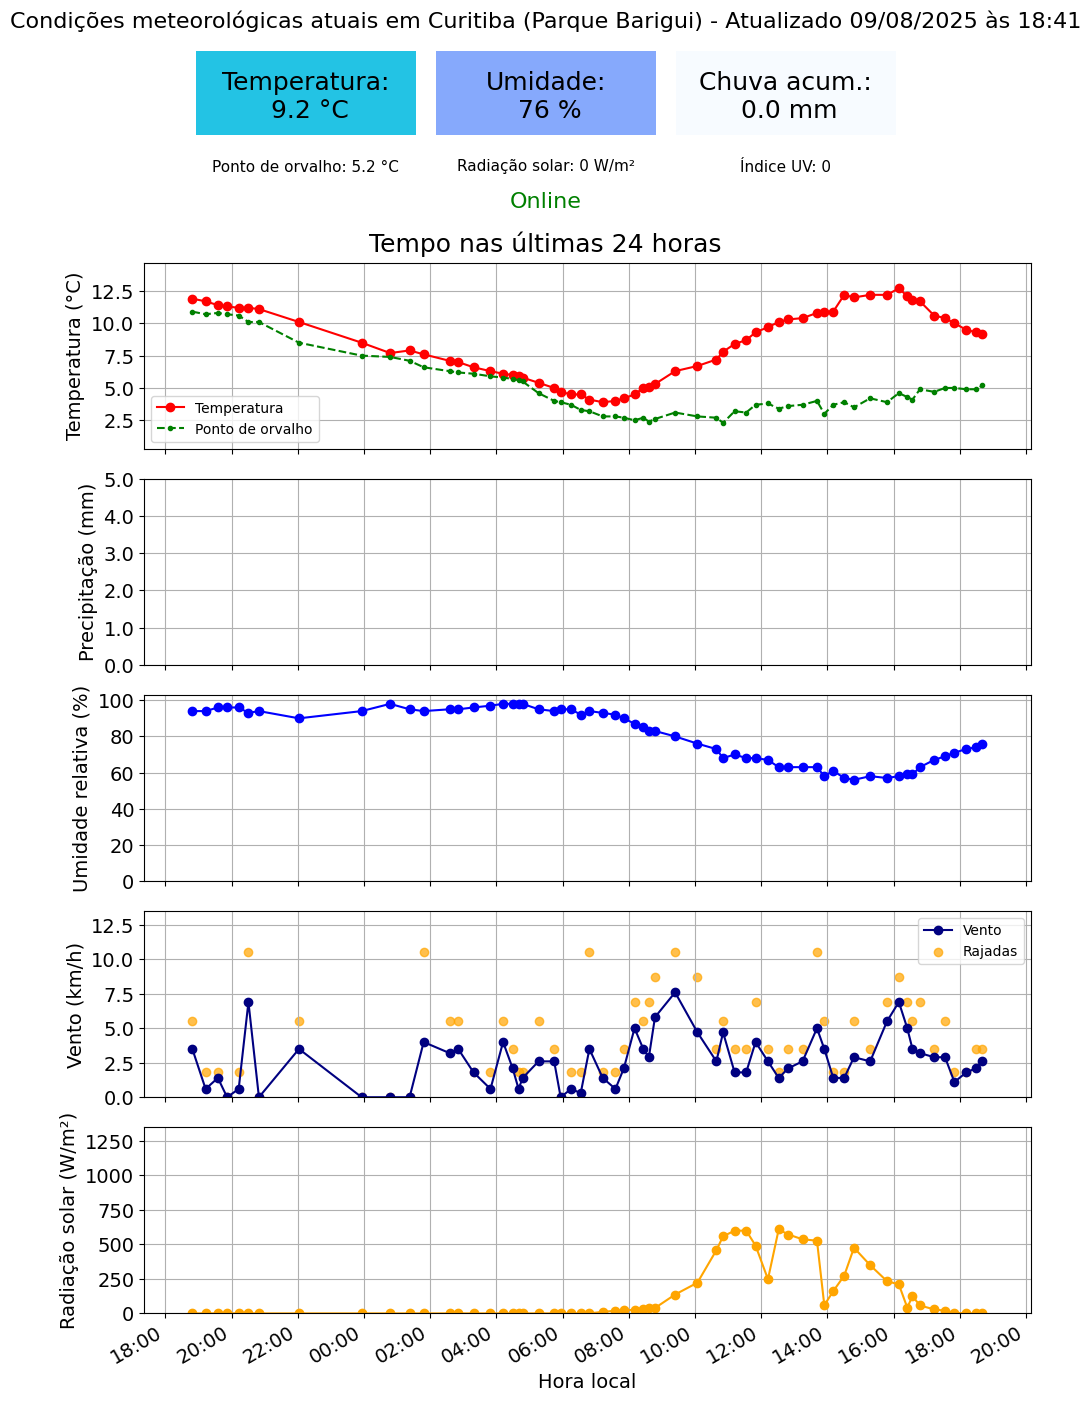 Condições meteorológicas atuais em Curitiba (Parque Barigui) - Atualizado 09/08/2025 às 18:41
Temperatura:
9.2 °C
Umidade:
76 %
Chuva acum.:
0.0 mm
Ponto de orvalho: 5.2 °C
Radiação solar: 0 W/m²
Índice UV: 0
Online
Tempo nas últimas 24 horas
Temperatura (°C)
12.5
10.0
7.5
5.0
2.5
Temperatura
Ponto de orvalho
Precipitação (mm)
5.0
4.0
3.0
2.0
1.0
0.0
Umidade relativa (%)
100
80
60
40
20
0
Vento (km/h)
12.5
10.0
7.5
5.0
2.5
0.0
Vento
Rajadas
Radiação solar (W/m²)
1250
1000
750
500
250
0
18:00
20:00
22:00
00:00
02:00
04:00
06:00
08:00
10:00
12:00
14:00
16:00
18:00
20:00
Hora local